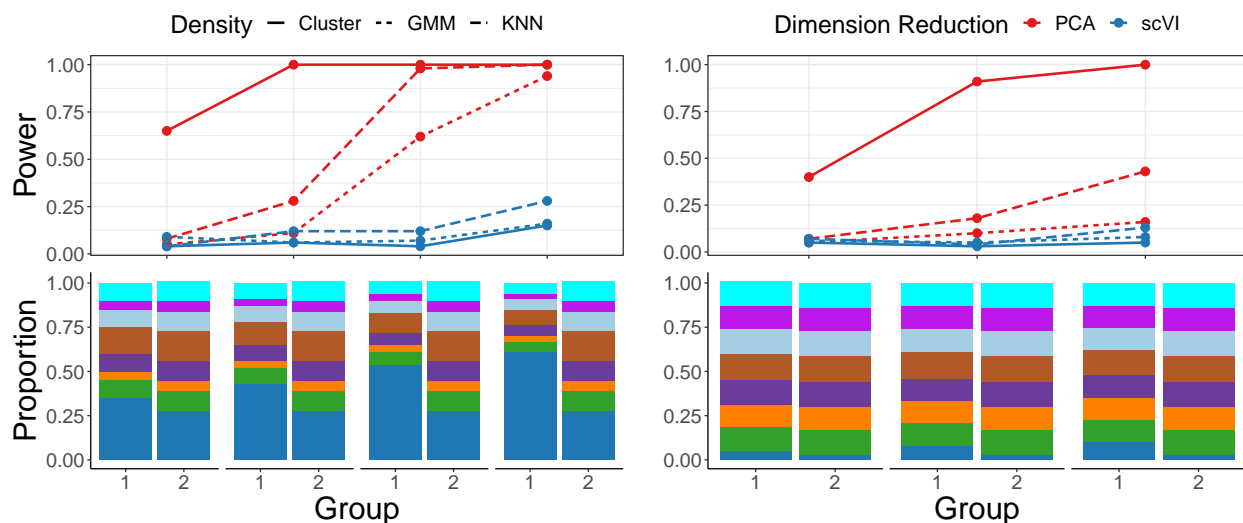 Density Cluster GMM KNN
Dimension Reduction PCA scVI
Power
1.00
0.75
0.50
0.25
0.00
1.00
0.75
0.50
0.25
0.00
Proportion
1.00
0.75
0.50
0.25
0.00
1 2 1 2 1 2 1 2
Group
1.00
0.75
0.50
0.25
0.00
1 2 1 2 1 2
Group